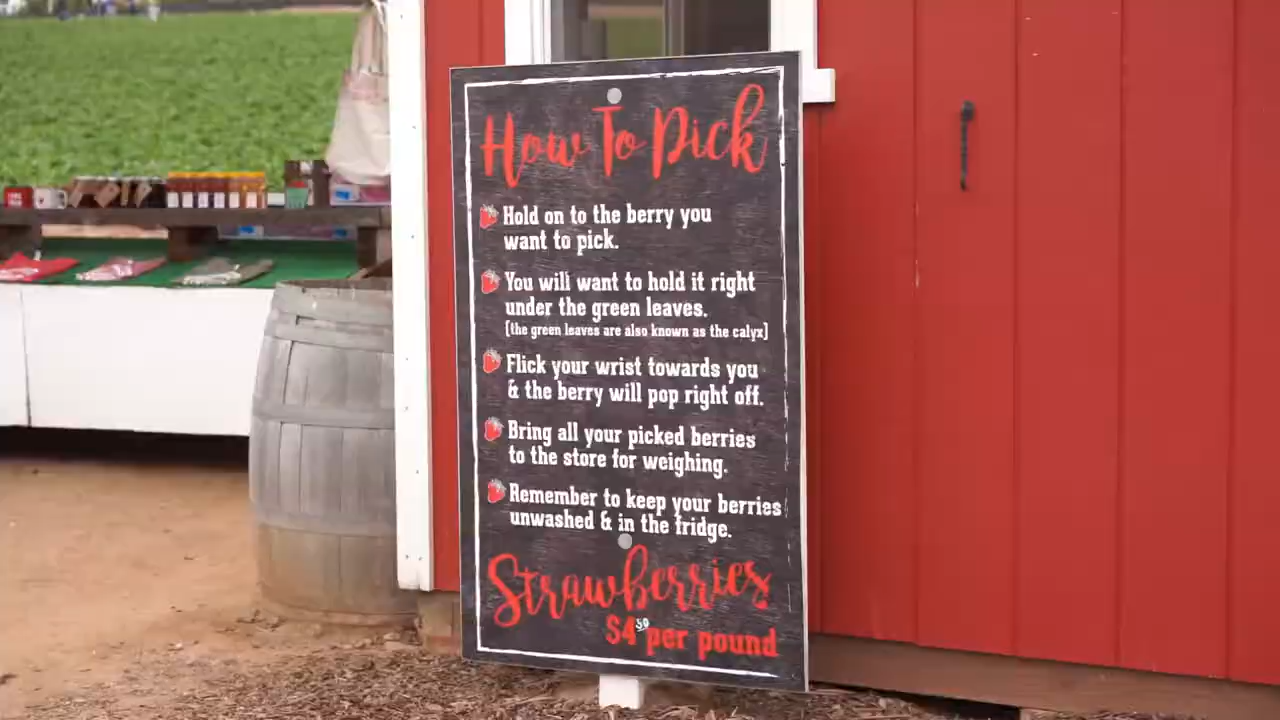 How To Pick
Hold on to the berry you
want to pick.
You will want to hold it right
under the green leaves.
[the green leaves are also known as the calyx]
Flick your wrist towards you
& the berry will pop right off.
Bring all your picked berries
to the store for weighing.
Remember to keep your berries
unwashed & in the fridge.
Strawberries
$4.50 per pound